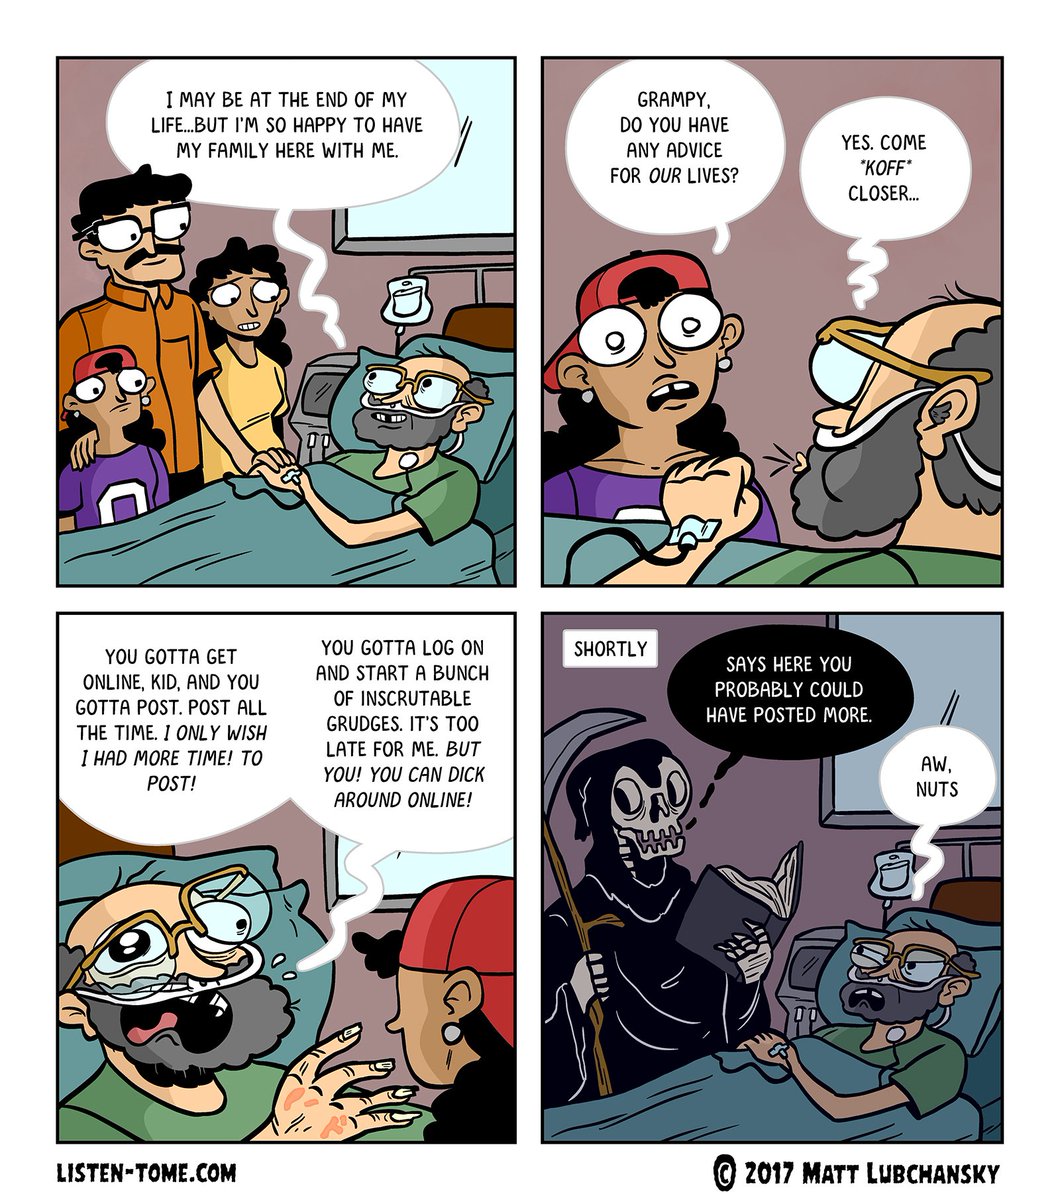 I MAY BE AT THE END OF MY
LIFE...BUT I'M SO HAPPY TO HAVE
MY FAMILY HERE WITH ME.
GRAMPY,
DO YOU HAVE
ANY ADVICE
FOR OUR LIVES?
YES. COME
*KOFF*
CLOSER...
YOU GOTTA GET
ONLINE, KID, AND YOU
GOTTA POST. POST ALL
THE TIME. I ONLY WISH
I HAD MORE TIME! TO
POST!
YOU GOTTA LOG ON
AND START A BUNCH
OF INSCRUTABLE
GRUDGES. IT'S TOO
LATE FOR ME. BUT
YOU! YOU CAN DICK
AROUND ONLINE!
SHORTLY
SAYS HERE YOU
PROBABLY COULD
HAVE POSTED MORE.
AW,
NUTS
LISTEN-TOME.COM
© 2017 MATT LUBCHANSKY